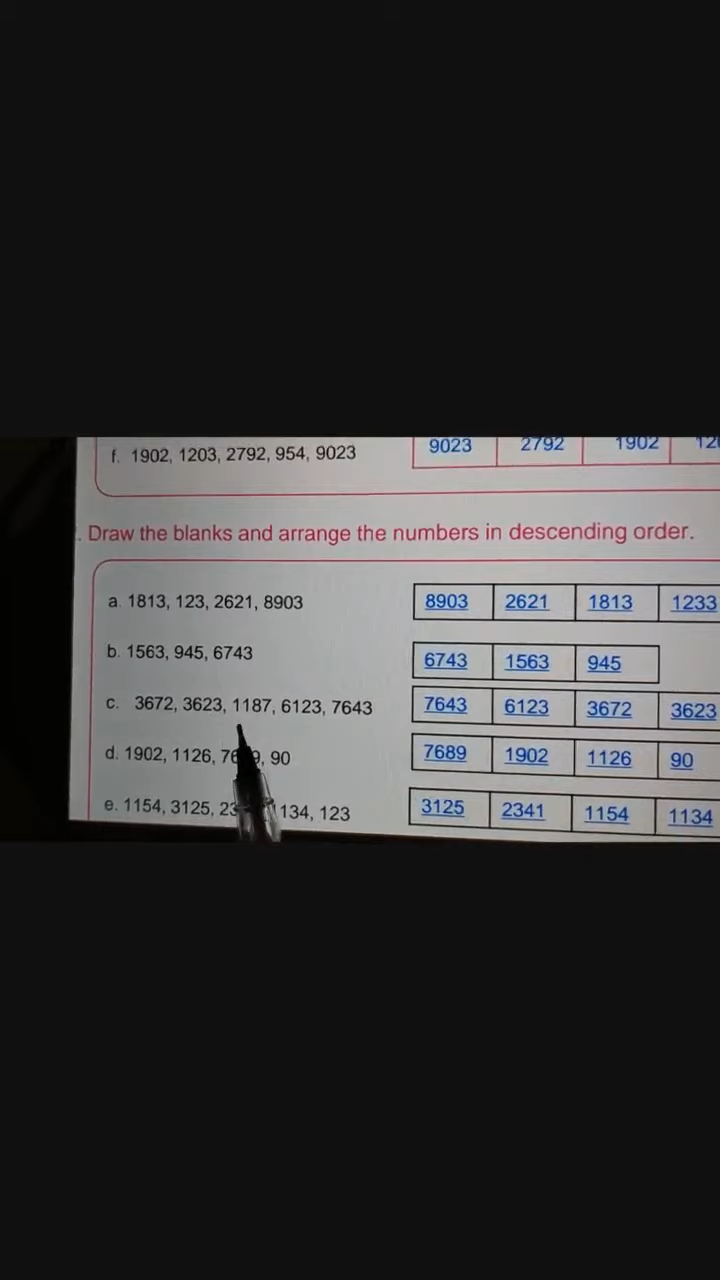 f. 1902, 1203, 2792, 954, 9023 9023 2792 1902
. Draw the blanks and arrange the numbers in descending order.
a. 1813, 123, 2621, 8903 8903 2621 1813 1233
b. 1563, 945, 6743 6743 1563 945
c. 3672, 3623, 1187, 6123, 7643 7643 6123 3672 3623
d. 1902, 1126, 90 7689 1902 1126 90
e. 1154, 3125, 123 3125 2341 1154 1134